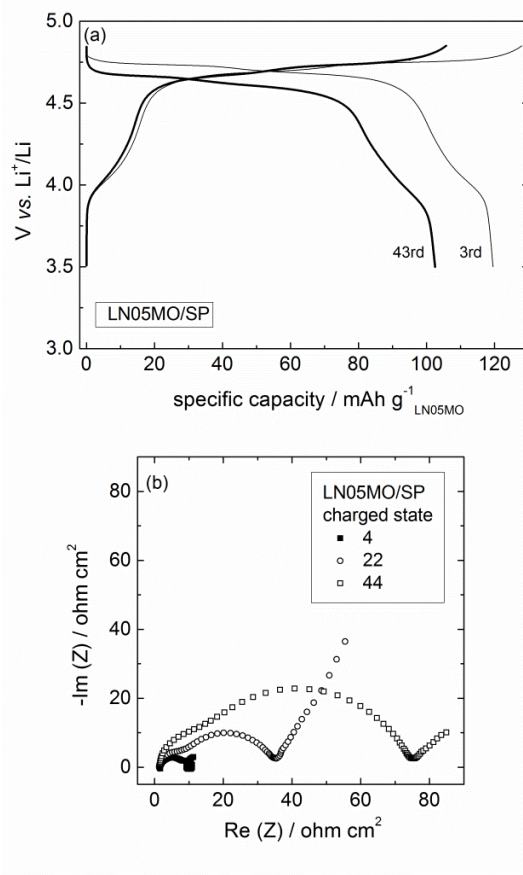 (a)
5.0
4.5
4.0
3.5
3.0
V vs. Li+/Li
43rd 3rd
LN05MO/SP
0 20 40 60 80 100 120
specific capacity / mAh g-1 LN05MO
(b)
80
60
40
20
0
-Im (Z) / ohm cm2
LN05MO/SP
charged state
4
22
44
0 20 40 60 80
Re (Z) / ohm cm2